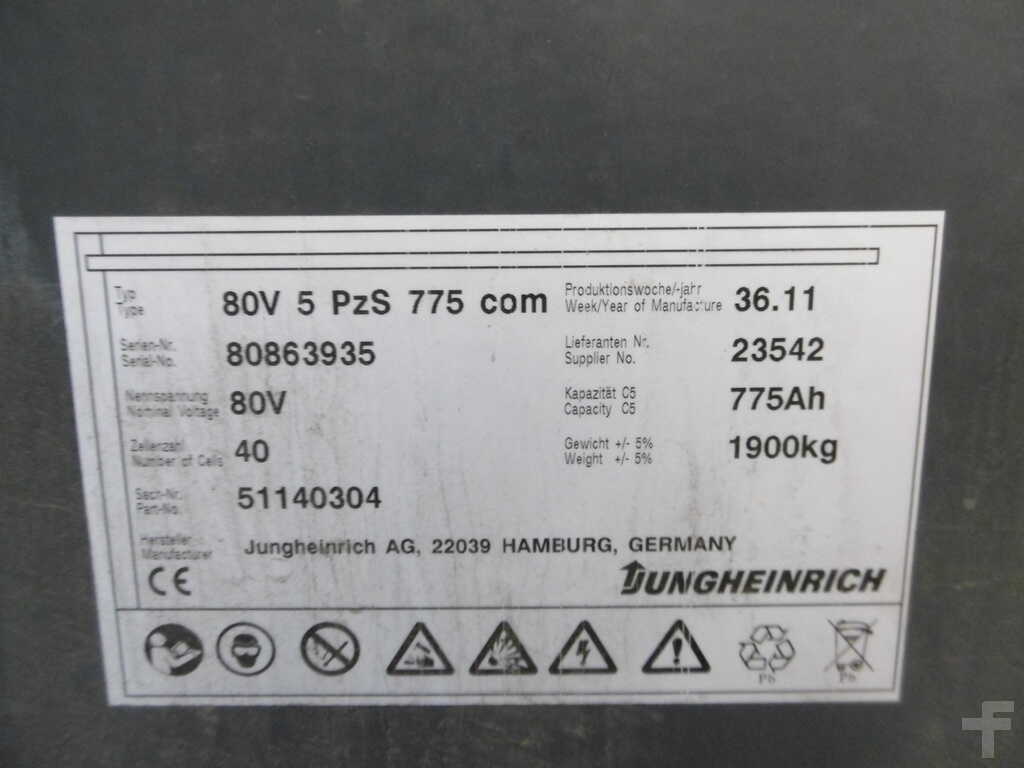 Typ
Type
80V 5 PzS 775 com
Produktionswoche/-jahr
Week/Year of Manufacture
36.11
Serien-Nr.
Serial-No.
80863935
Lieferanten Nr.
Supplier No.
23542
Nennspannung
Nominal Voltage
80V
Kapazität C5
Capacity C5
775Ah
Zellenzahl
Number of Cells
40
Gewicht +/- 5%
Weight +/- 5%
1900kg
Sach-Nr.
Part-No.
51140304
Hersteller
Manufacturer
Jungheinrich AG, 22039 HAMBURG, GERMANY
CE
JUNGHEINRICH
Pb
Pb